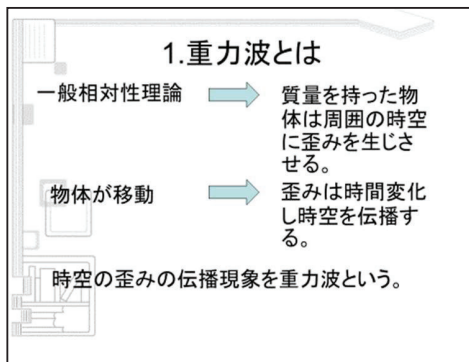 1.重力波とは
一般相対性理論
質量を持った物
体は周囲の時空
に歪みを生じさ
せる。
物体が移動
歪みは時間変化
し時空を伝播す
る。
時空の歪みの伝播現象を重力波という。